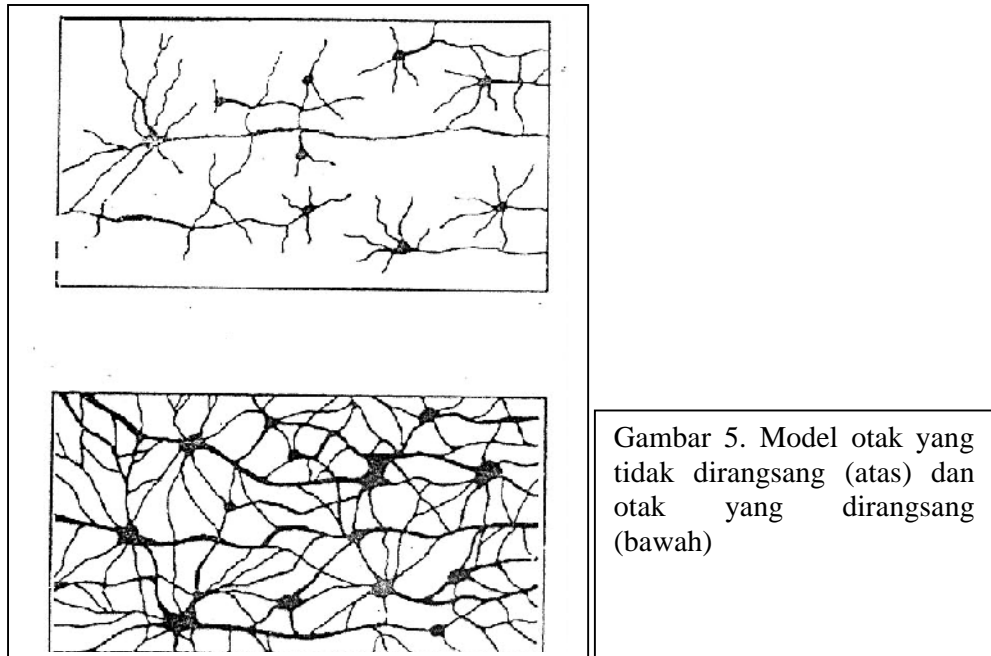 Gambar 5. Model otak yang
tidak dirangsang (atas) dan
otak yang dirangsang
(bawah)